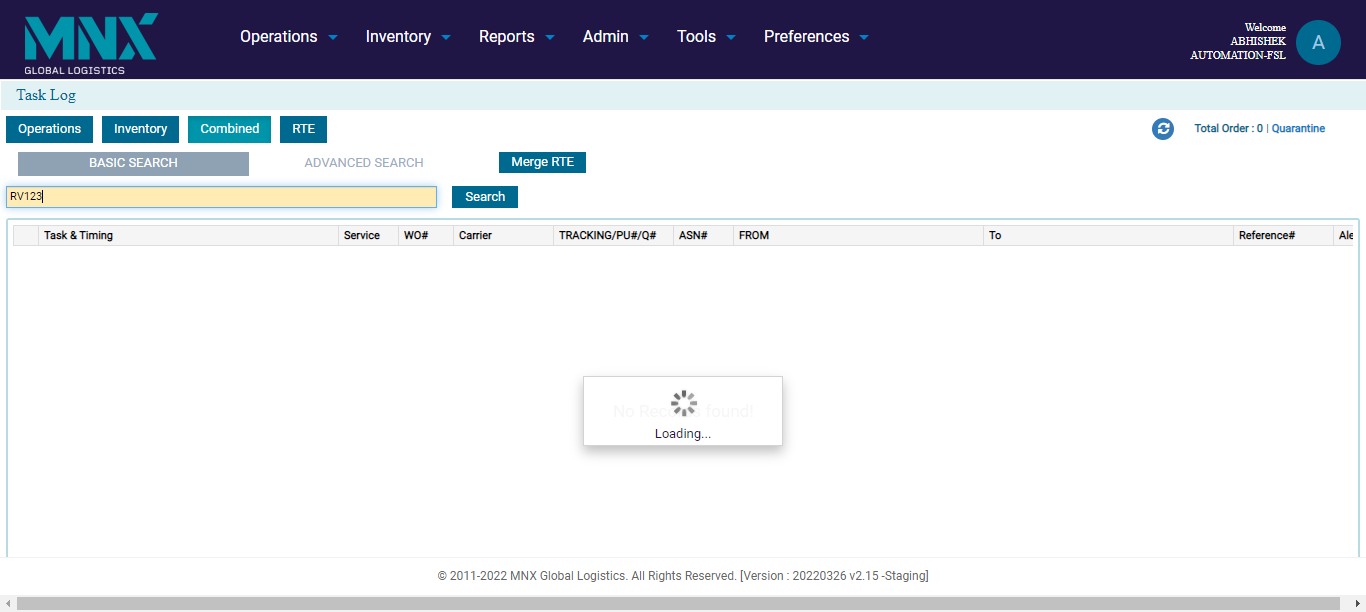 MNX
GLOBAL LOGISTICS
Operations Inventory Reports Admin Tools Preferences
Welcome
ABHISHEK
AUTOMATION-FSL
A
Task Log
Operations Inventory Combined RTE
Total Order : 0 | Quarantine
BASIC SEARCH ADVANCED SEARCH Merge RTE
RV123 Search
Task & Timing Service WO# Carrier TRACKING/PU#/Q# ASN# FROM To Reference# Ale
No Records found!
Loading...
© 2011-2022 MNX Global Logistics. All Rights Reserved. [Version : 20220326 v2.15 -Staging]